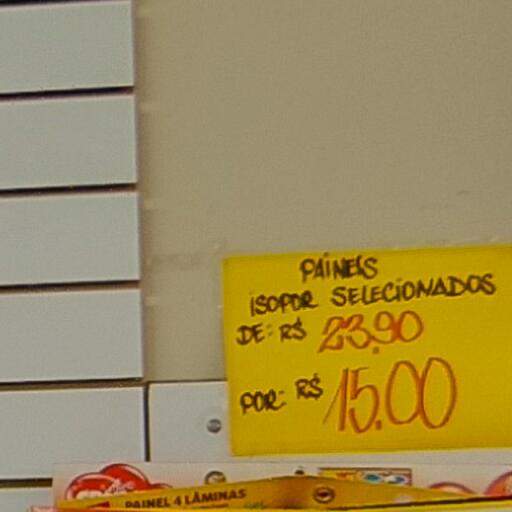 PAINEIS
ISOPOR SELECIONADOS
DE: R$ 23,90
POR: R$ 15,00
PAINEL 4 LÂMINAS